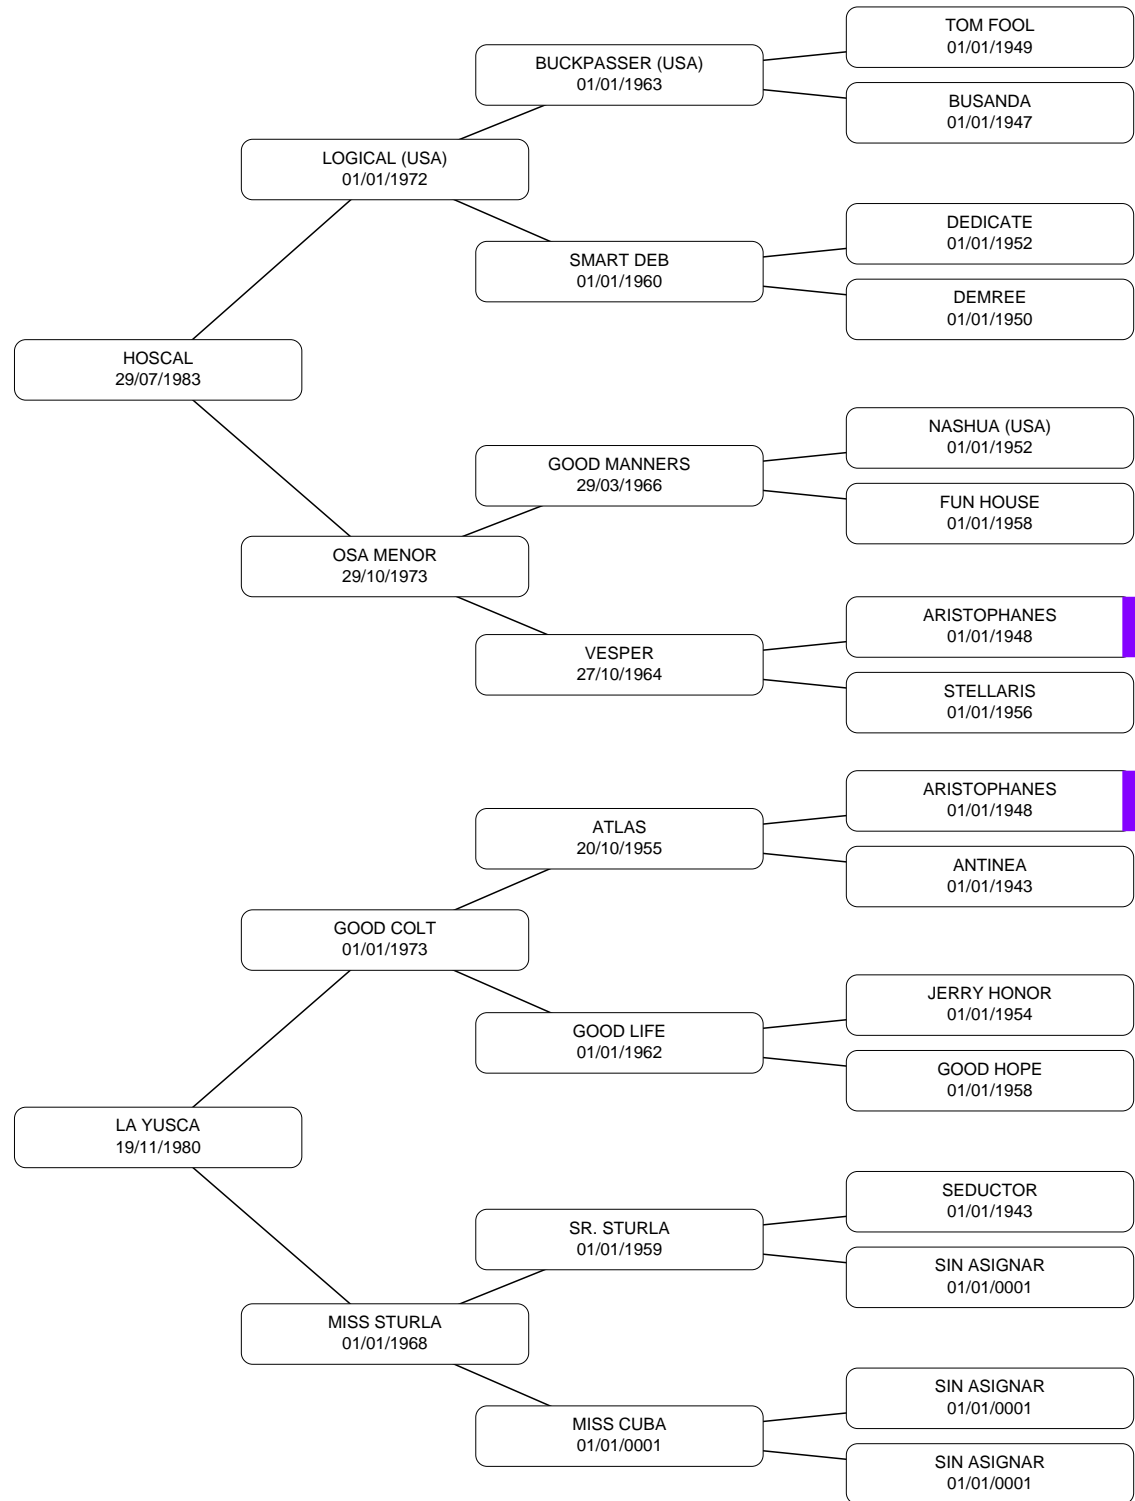 TOM FOOL
01/01/1949
BUCKPASSER (USA)
01/01/1963
BUSANDA
01/01/1947
LOGICAL (USA)
01/01/1972
DEDICATE
01/01/1952
SMART DEB
01/01/1960
DEMREE
01/01/1950
HOSCAL
29/07/1983
NASHUA (USA)
01/01/1952
GOOD MANNERS
29/03/1966
FUN HOUSE
01/01/1958
OSA MENOR
29/10/1973
ARISTOPHANES
01/01/1948
VESPER
27/10/1964
STELLARIS
01/01/1956
ARISTOPHANES
01/01/1948
ATLAS
20/10/1955
ANTINEA
01/01/1943
GOOD COLT
01/01/1973
JERRY HONOR
01/01/1954
GOOD LIFE
01/01/1962
GOOD HOPE
01/01/1958
LA YUSCA
19/11/1980
SEDUCTOR
01/01/1943
SR. STURLA
01/01/1959
SIN ASIGNAR
01/01/0001
MISS STURLA
01/01/1968
SIN ASIGNAR
01/01/0001
MISS CUBA
01/01/0001
SIN ASIGNAR
01/01/0001